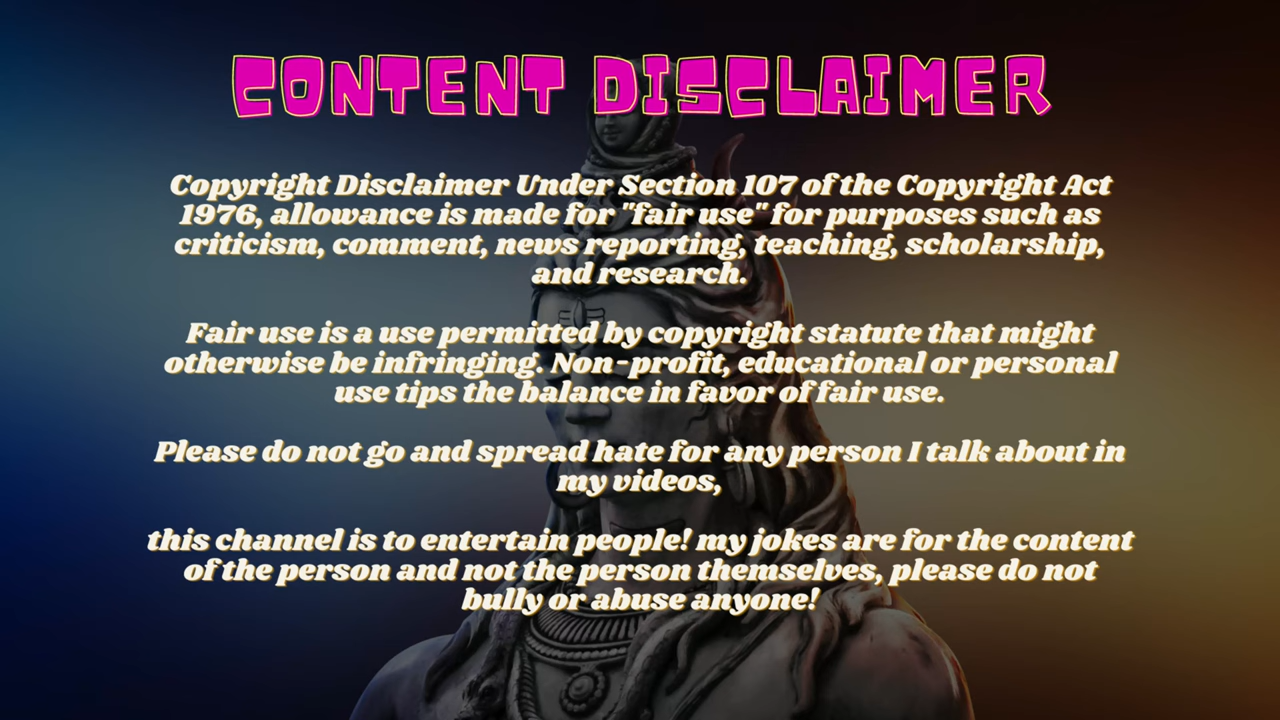 CONTENT DISCLAIMER
Copyright Disclaimer Under Section 107 of the Copyright Act
1976, allowance is made for "fair use" for purposes such as
criticism, comment, news reporting, teaching, scholarship,
and research.
Fair use is a use permitted by copyright statute that might
otherwise be infringing. Non-profit, educational or personal
use tips the balance in favor of fair use.
Please do not go and spread hate for any person I talk about in
my videos,
this channel is to entertain people! my jokes are for the content
of the person and not the person themselves, please do not
bully or abuse anyone!